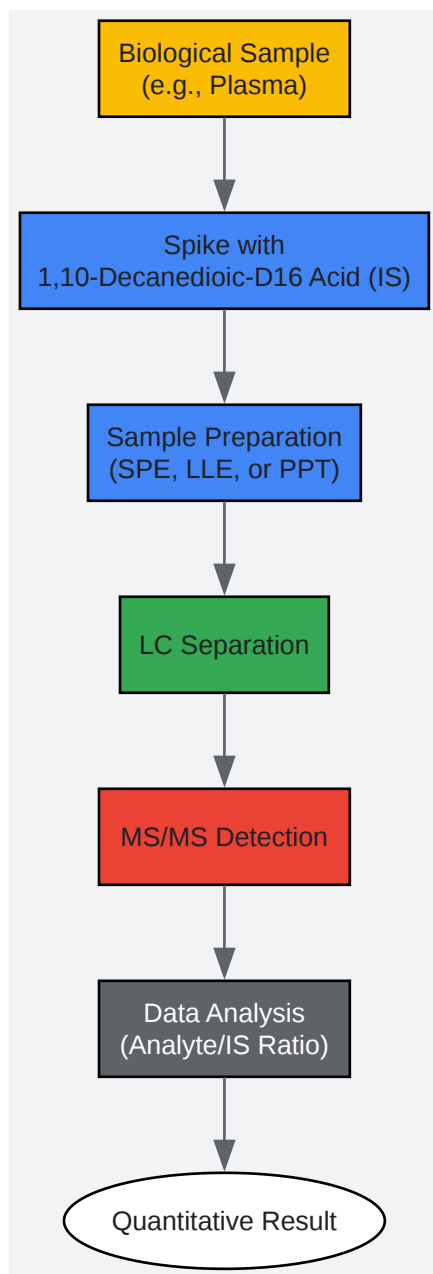 Biological Sample
(e.g., Plasma)
Spike with
1,10-Decanedioic-D16 Acid (IS)
Sample Preparation
(SPE, LLE, or PPT)
LC Separation
MS/MS Detection
Data Analysis
(Analyte/IS Ratio)
Quantitative Result